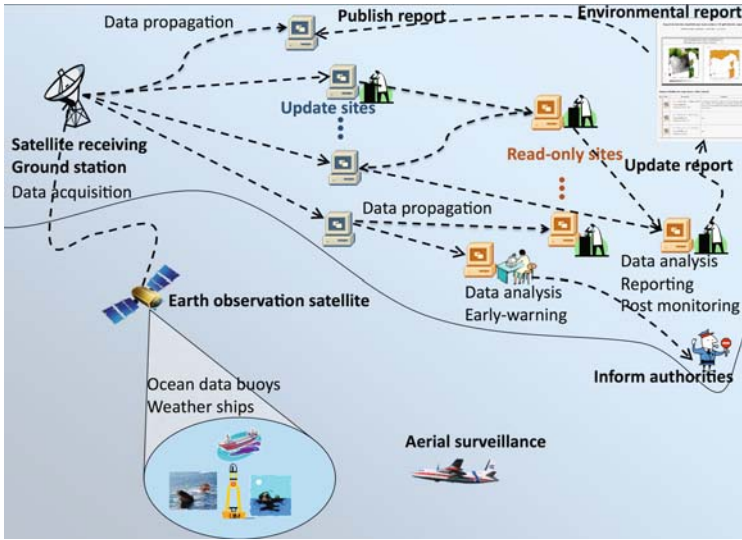 Publish report
Environmental report
Data propagation
Update sites
Satellite receiving
Ground station
Data acquisition
Read-only sites
Update report
Data propagation
Data analysis
Reporting
Post monitoring
Data analysis
Early-warning
Earth observation satellite
Inform authorities
Ocean data buoys
Weather ships
Aerial surveillance